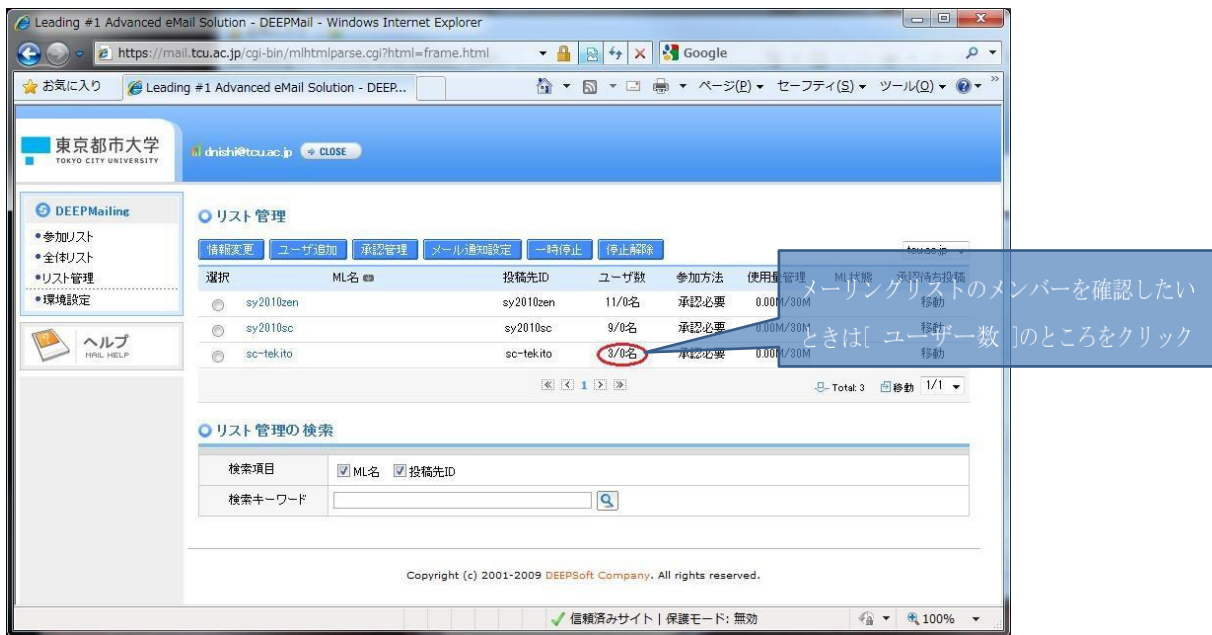 Leading #1 Advanced eMail Solution - DEEPMail - Windows Internet Explorer
https://mail.tcu.ac.jp/cgi-bin/mlhtmlparse.cgi?html=frame.html Google
お気に入り Leading #1 Advanced eMail Solution - DEEP... ページ(P) セーフティ(S) ツール(O)
東京都市大学
TOKYO CITY UNIVERSITY
dnishi@tcu.ac.jp CLOSE
DEEPMailing
•参加リスト
•全体リスト
•リスト管理
•環境設定
ヘルプ
MAIL HELP
リスト管理
情報変更 ユーザ追加 承認管理 メール通知設定 一時停止 停止解除 tcu.ac.jp
選択 ML名 投稿先ID ユーザ数 参加方法 使用量管理 ML状態 承認待ち投稿
sy2010zen sy2010zen 11/0名 承認必要 0.00M/30M 移動
sy2010sc sy2010sc 9/0名 承認必要 0.00M/30M 移動
sc-tekito sc-tekito 3/0名 承認必要 0.00M/30M 移動
メーリングリストのメンバーを確認したい
ときは[ ユーザー数 ]のところをクリック
1 Total: 3 移動 1/1
リスト管理の検索
検索項目 ML名 投稿先ID
検索キーワード
Copyright (c) 2001-2009 DEEPSoft Company. All rights reserved.
信頼済みサイト | 保護モード: 無効 100%